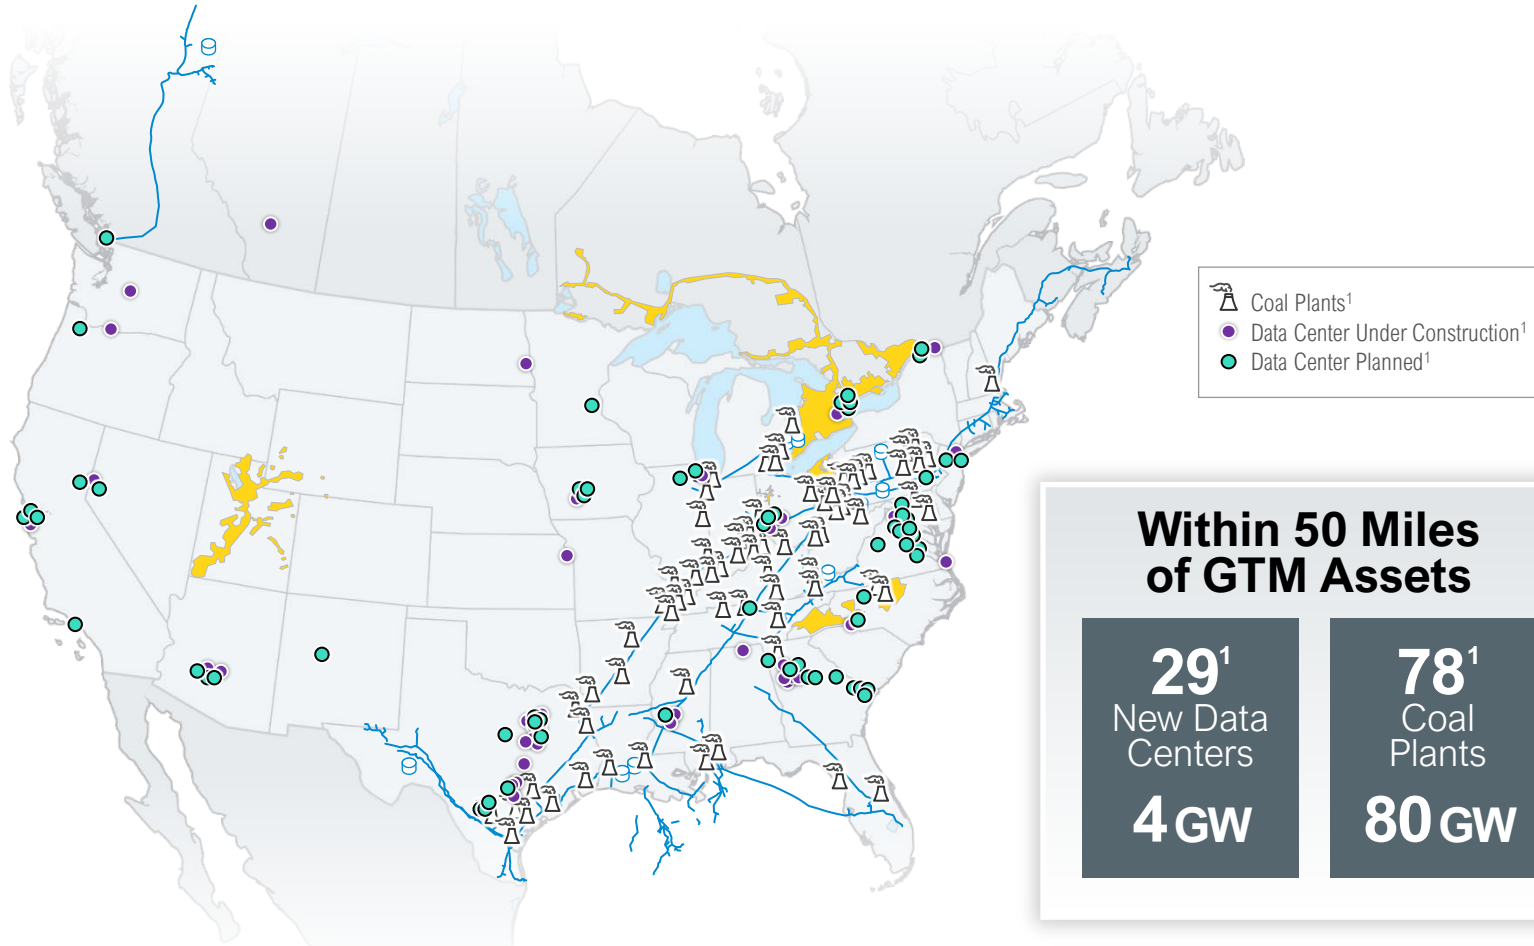 Coal Plants¹
Data Center Under Construction¹
Data Center Planned¹
Within 50 Miles
of GTM Assets
29¹
New Data
Centers
4 GW
78¹
Coal
Plants
80 GW